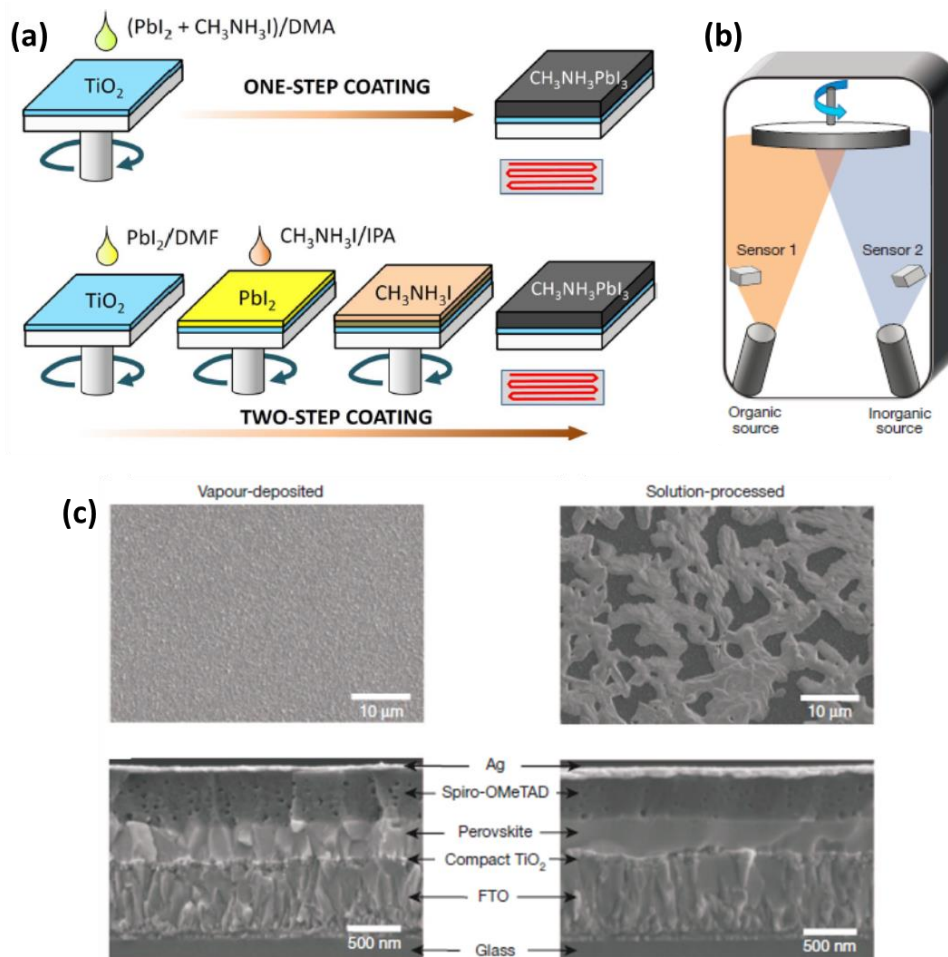 (a)
(PbI₂ + CH₃NH₃I)/DMA
TiO₂
ONE-STEP COATING
CH₃NH₃PbI₃
PbI₂/DMF
CH₃NH₃I/IPA
TiO₂
PbI₂
CH₃NH₃I
CH₃NH₃PbI₃
TWO-STEP COATING
(b)
Sensor 1
Sensor 2
Organic
source
Inorganic
source
(c)
Vapour-deposited
Solution-processed
10 μm
10 μm
Ag
Spiro-OMeTAD
Perovskite
Compact TiO₂
FTO
Glass
500 nm
500 nm